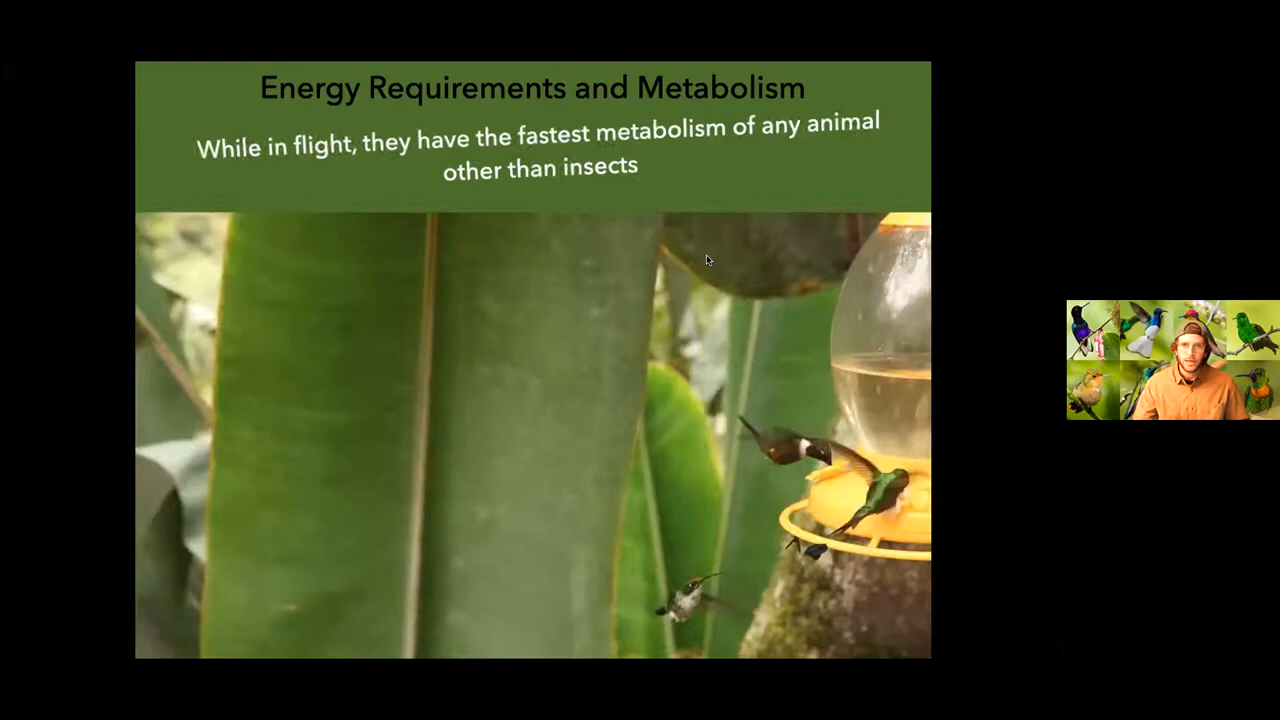 Energy Requirements and Metabolism
While in flight, they have the fastest metabolism of any animal
other than insects